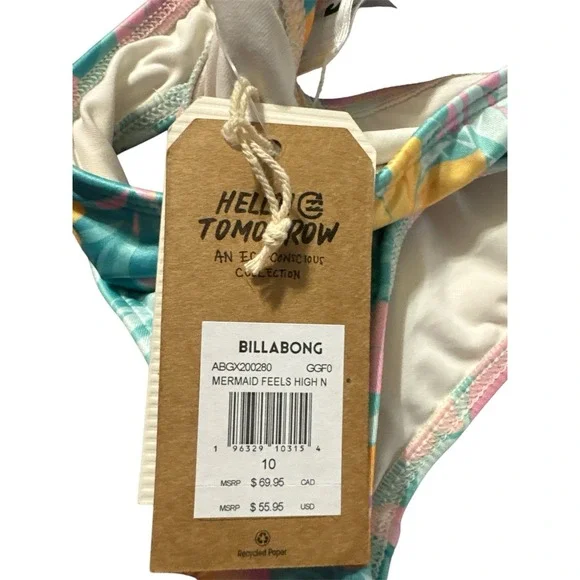 HELLO
TOMORROW
AN ECO CONSCIOUS
COLLECTION
BILLABONG
ABGX200280 GGF0
MERMAID FEELS HIGH N
1 96329 10315 4
10
MSRP $ 69.95 CAD
MSRP $ 55.95 USD
Recycled Paper